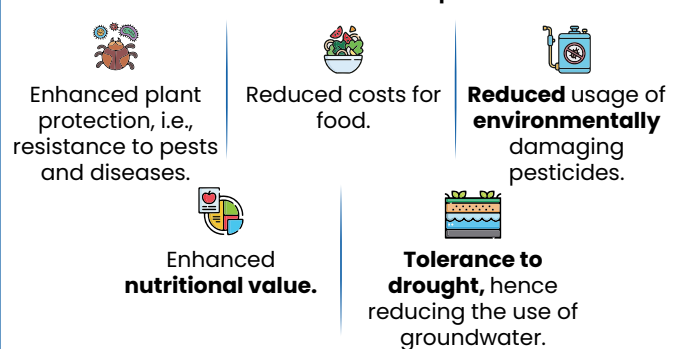 Enhanced plant
protection, i.e.,
resistance to pests
and diseases.
Reduced costs for
food.
Reduced usage of
environmentally
damaging
pesticides.
Enhanced
nutritional value.
Tolerance to
drought, hence
reducing the use of
groundwater.